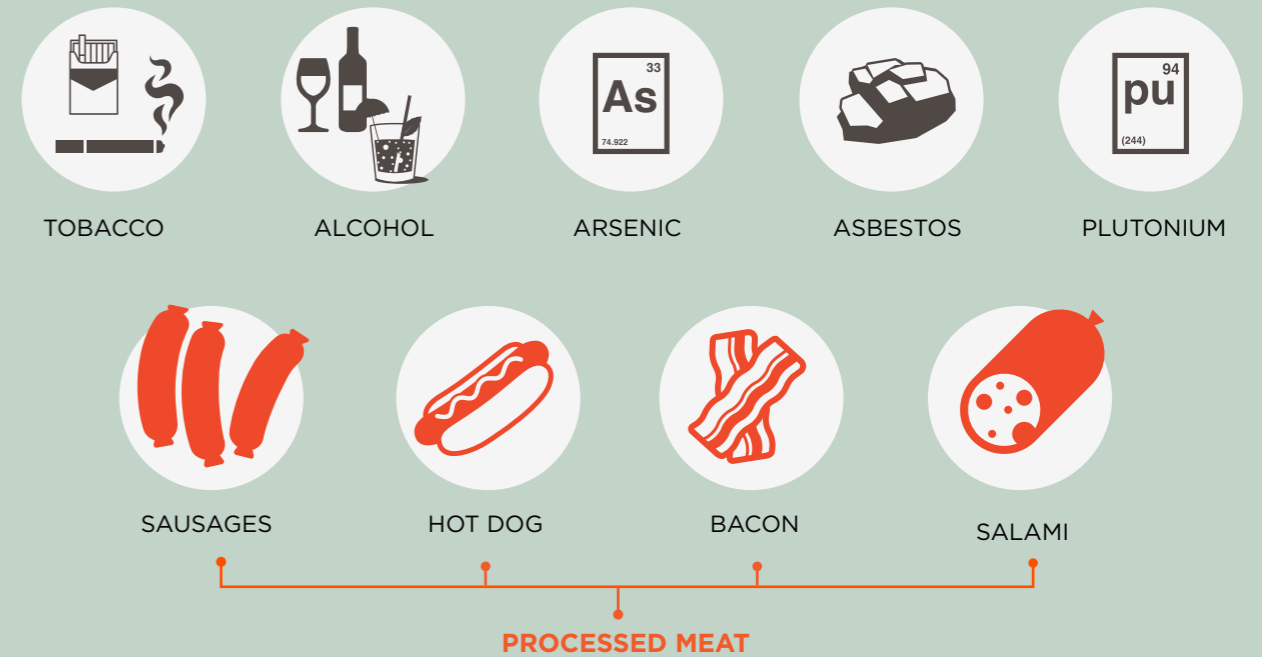 33
As
74.922
94
pu
(244)
TOBACCO
ALCOHOL
ARSENIC
ASBESTOS
PLUTONIUM
SAUSAGES
HOT DOG
BACON
SALAMI
PROCESSED MEAT